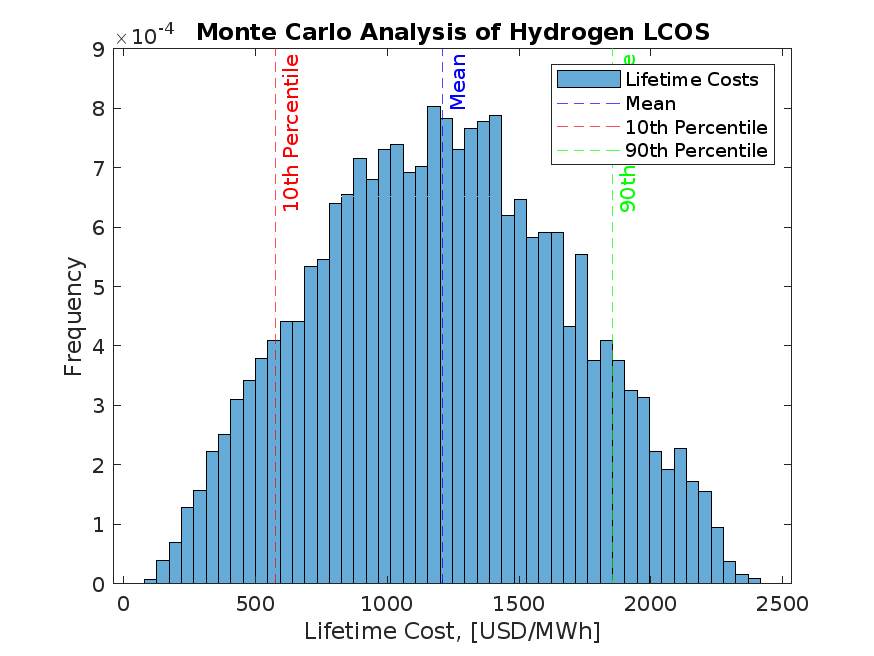 ×10-4
Monte Carlo Analysis of Hydrogen LCOS
9
8
7
6
5
4
3
2
1
0
Frequency
10th Percentile
Mean
90th
e
Lifetime Costs
Mean
10th Percentile
90th Percentile
0
500
1000
1500
2000
2500
Lifetime Cost, [USD/MWh]